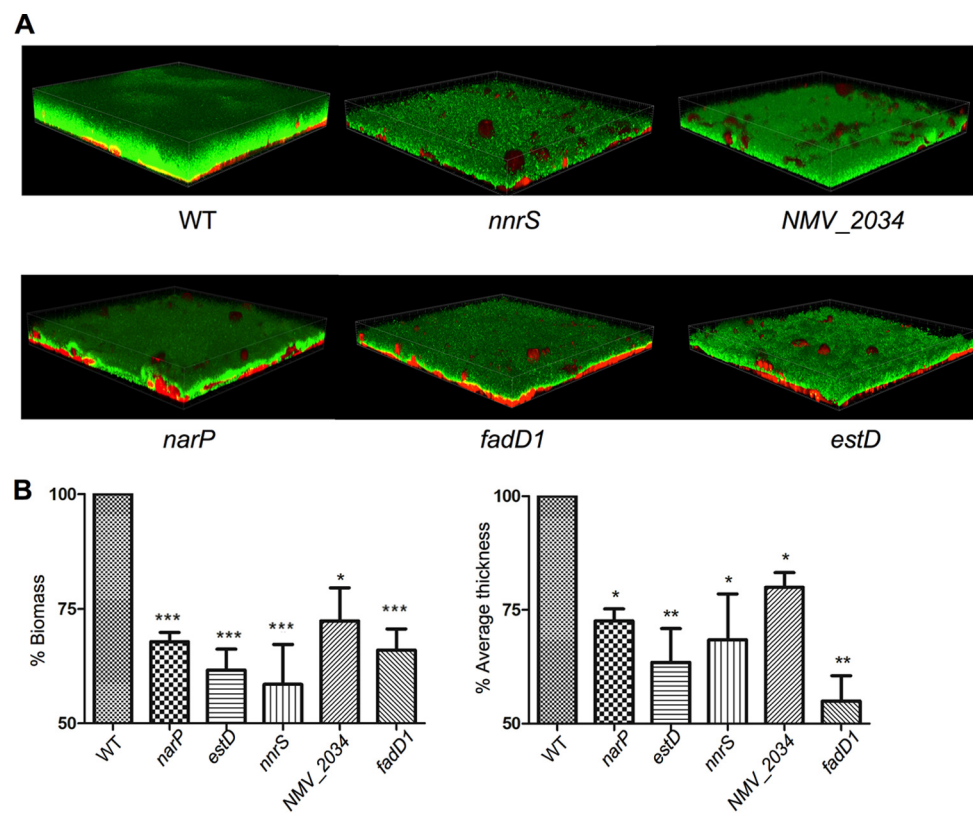 A
WT nnrS NMV_2034
narP fadD1 estD
B
% Biomass
100
75
50
*** *** *** * ***
WT narP estD nnrS NMV_2034 fadD1
% Average thickness
100
75
50
* ** * * **
WT narP estD nnrS NMV_2034 fadD1